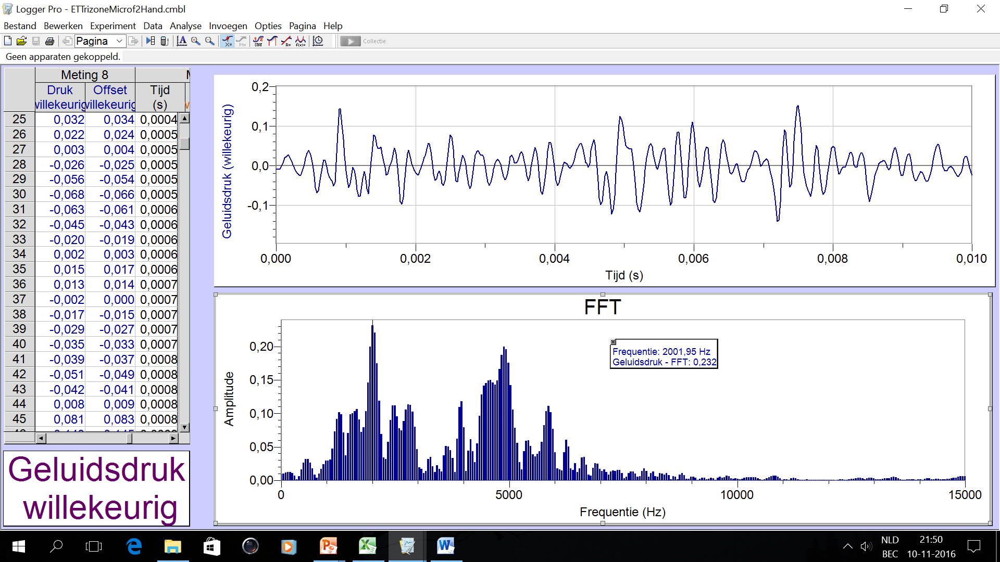 Logger Pro - ETTrizoneMicrof2Hand.cmbl
Bestand Bewerken Experiment Data Analyse Invoegen Opties Pagina Help
Pagina
X= M= STAT R= f(x)= Collectie
Geen apparaten gekoppeld.
Meting 8
Druk Offset Tijd
willekeurig willekeurig (s)
25 0,032 0,034 0,0004
26 0,022 0,024 0,0005
27 0,003 0,004 0,0005
28 -0,026 -0,025 0,0005
29 -0,056 -0,054 0,0005
30 -0,068 -0,066 0,0005
31 -0,063 -0,061 0,0006
32 -0,045 -0,043 0,0006
33 -0,020 -0,019 0,0006
34 0,002 0,003 0,0006
35 0,015 0,017 0,0006
36 0,013 0,014 0,0007
37 -0,002 0,000 0,0007
38 -0,017 -0,015 0,0007
39 -0,029 -0,027 0,0007
40 -0,035 -0,033 0,0007
41 -0,039 -0,037 0,0008
42 -0,051 -0,049 0,0008
43 -0,042 -0,041 0,0008
44 0,008 0,009 0,0008
45 0,081 0,083 0,0008
Geluidsdruk
willekeurig
Geluidsdruk (willekeurig)
0,2
0,1
0,0
-0,1
0,000 0,002 0,004 0,006 0,008 0,010
Tijd (s)
FFT
Amplitude
0,20
0,15
0,10
0,05
0,00
Frequentie: 2001,95 Hz
Geluidsdruk - FFT: 0,232
0 5000 10000 15000
Frequentie (Hz)
NLD 21:50
BEC 10-11-2016